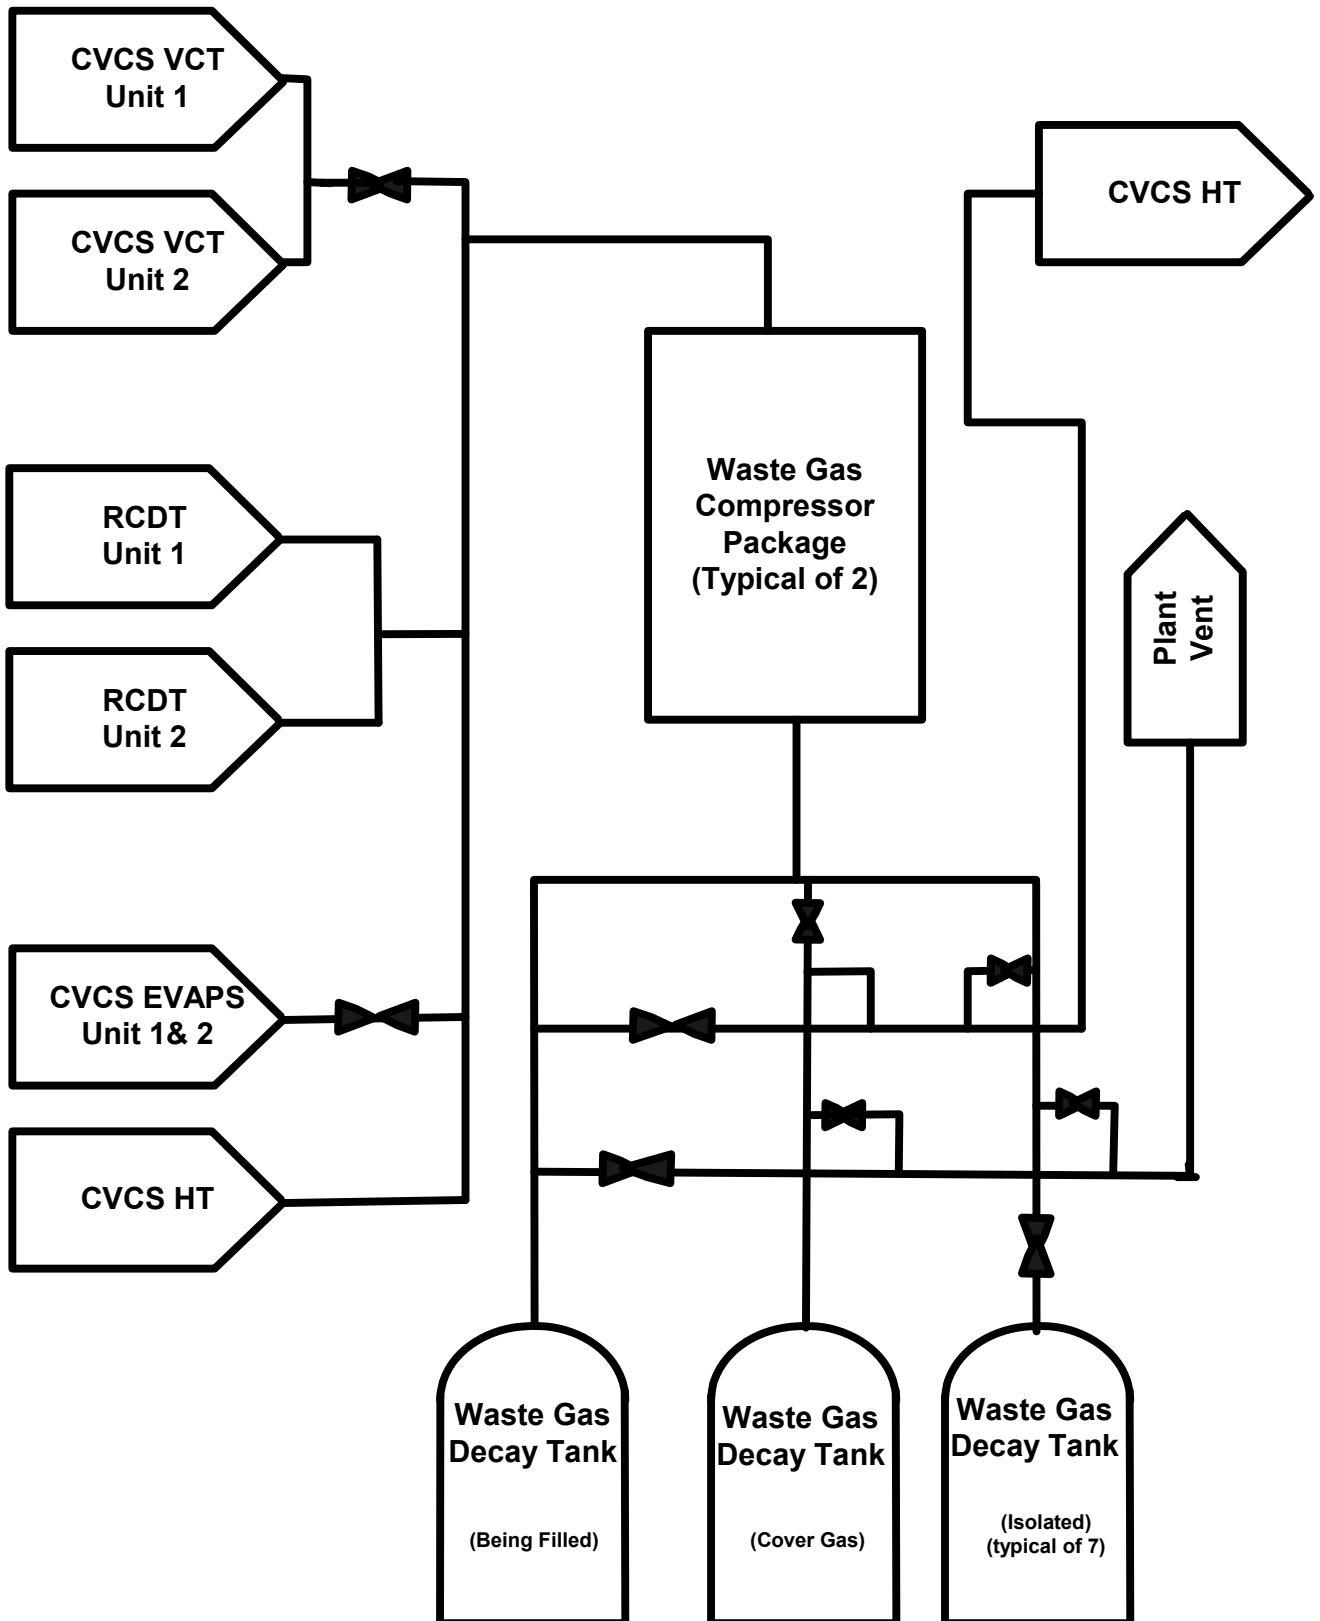 CVCS VCT
Unit 1
CVCS VCT
Unit 2
CVCS HT
Waste Gas
Compressor
Package
(Typical of 2)
RCDT
Unit 1
RCDT
Unit 2
Plant
Vent
CVCS EVAPS
Unit 1& 2
CVCS HT
Waste Gas
Decay Tank
(Being Filled)
Waste Gas
Decay Tank
(Cover Gas)
Waste Gas
Decay Tank
(Isolated)
(typical of 7)